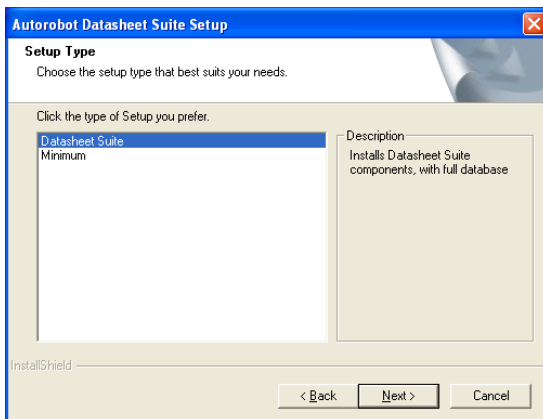 Autorobot Datasheet Suite Setup
Setup Type
Choose the setup type that best suits your needs.
Click the type of Setup you prefer.
Datasheet Suite
Minimum
Description
Installs Datasheet Suite
components, with full database
InstallShield
< Back
Next >
Cancel